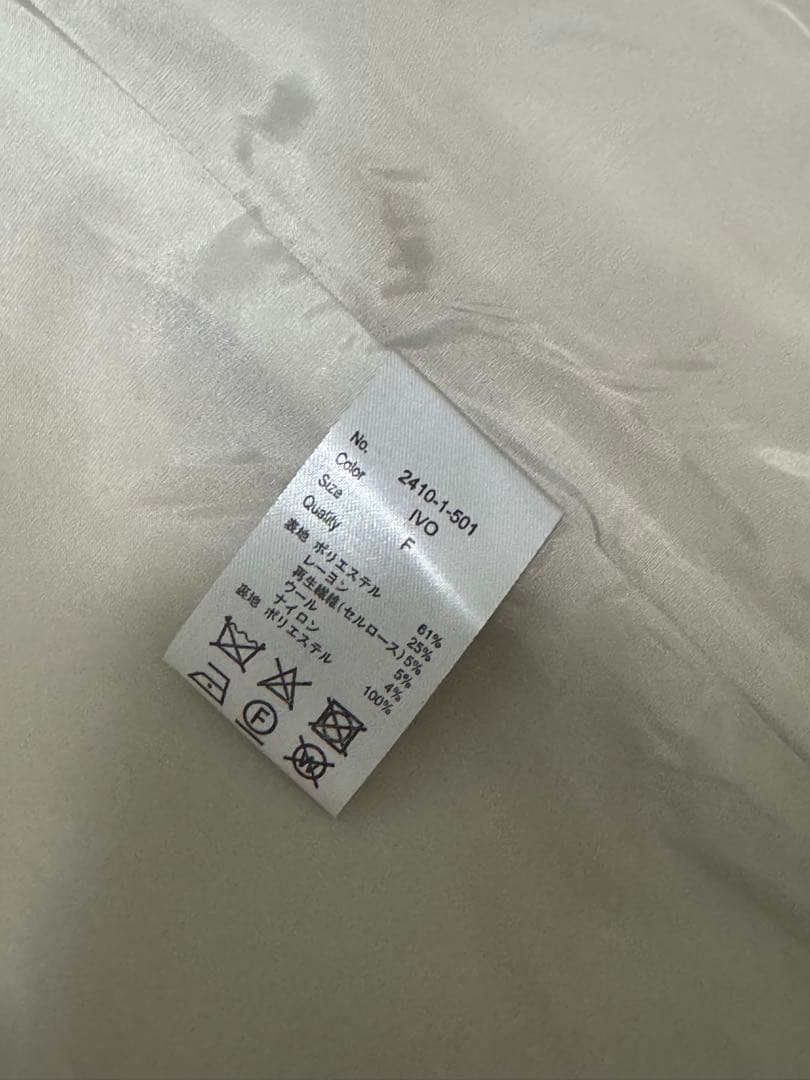 No. 2410-1-501
Color IVO
Size F
Quality
表地 ポリエステル 61%
レーヨン 25%
再生繊維(セルロース) 5%
ウール 5%
ナイロン 4%
裏地 ポリエステル 100%
F
W